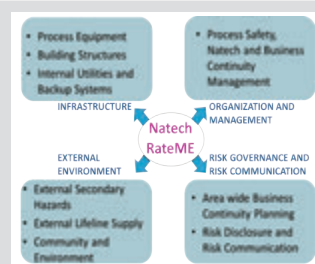 • Process Equipment
• Building Structures
• Internal Utilities and
Backup Systems
• Process Safety,
Natech and Business
Continuity
Management
INFRASTRUCTURE
ORGANIZATION AND
MANAGEMENT
Natech
RateME
EXTERNAL
ENVIRONMENT
RISK GOVERNANCE AND
RISK COMMUNICATION
• External Secondary
Hazards
• External Lifeline Supply
• Community and
Environment
• Area wide Business
Continuity Planning
• Risk Disclosure and
Risk Communication